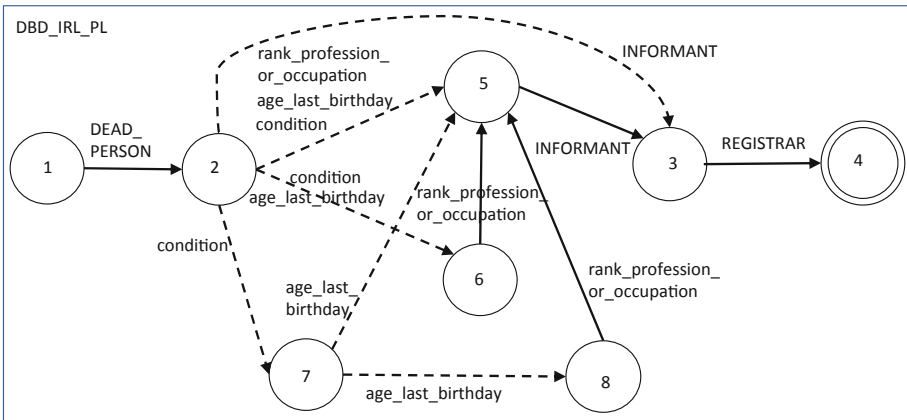 DBD_IRL_PL
INFORMANT
rank_profession_
or_occupation
age_last_birthday
condition
DEAD_
PERSON
1
2
5
INFORMANT
3
REGISTRAR
4
condition
age_last_birthday
rank_profession_
or_occupation
condition
6
age_last_
birthday
rank_profession_
or_occupation
7
age_last_birthday
8